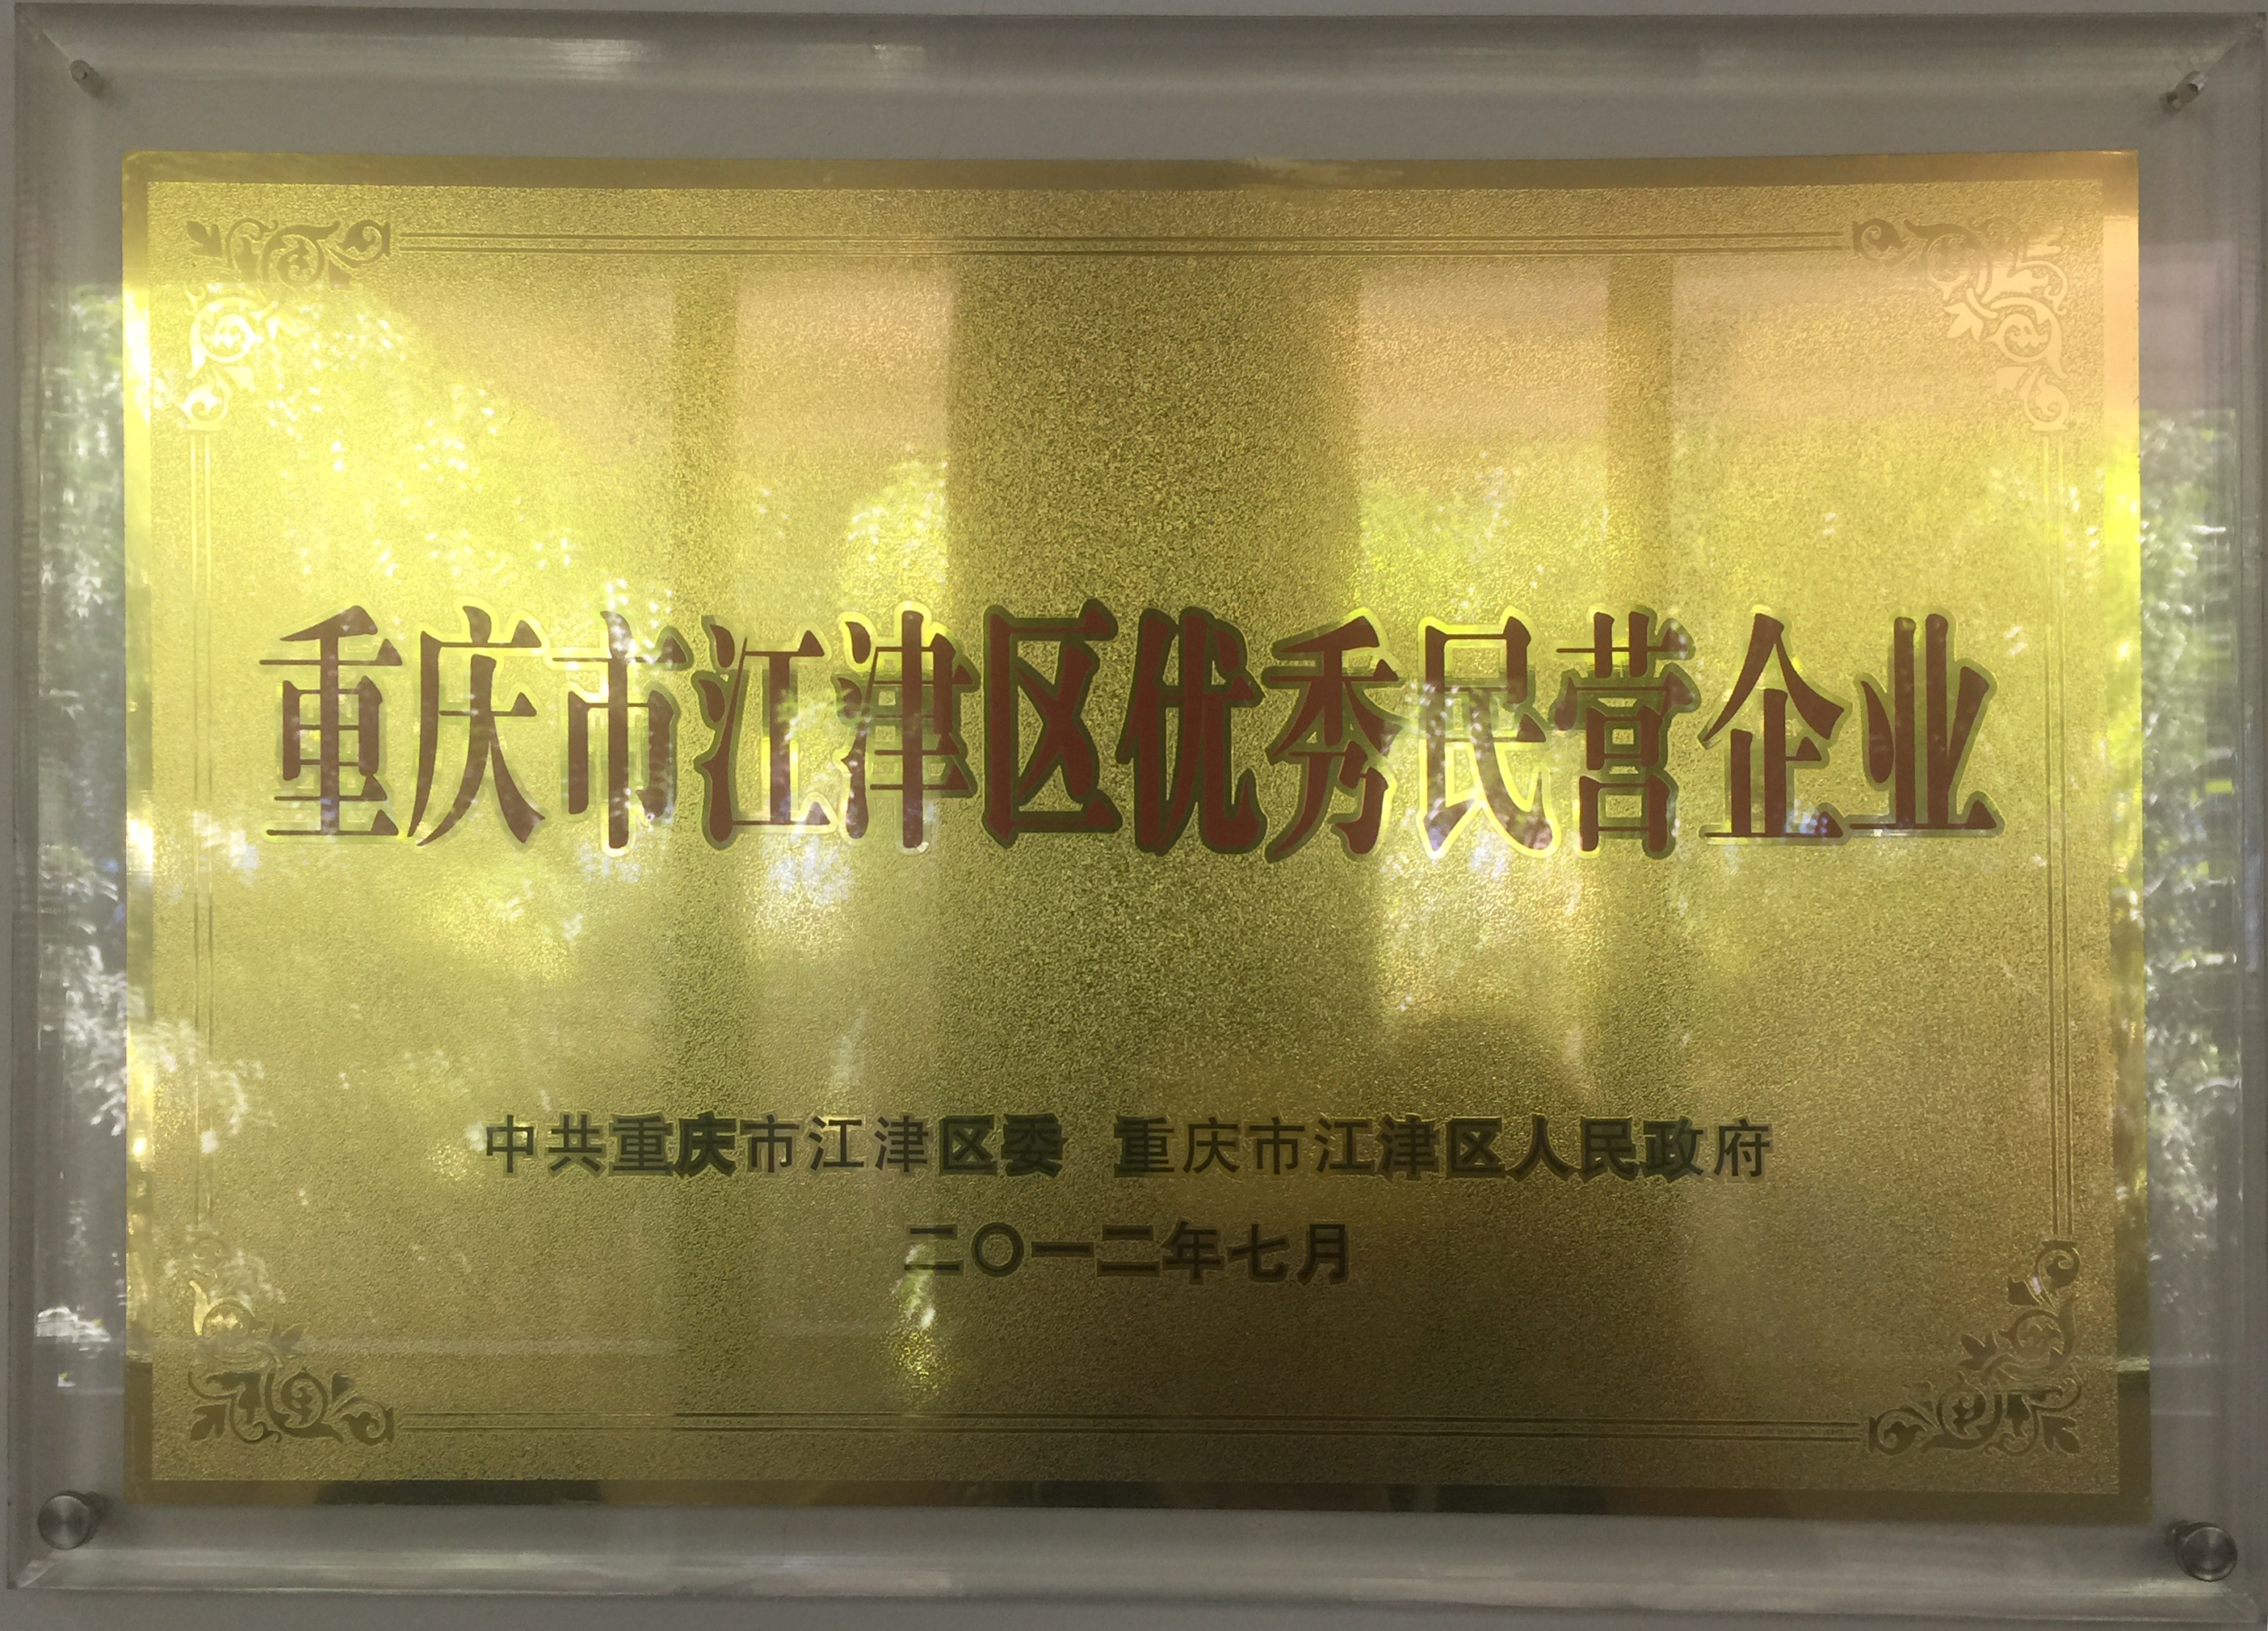 重庆市江津区优秀民营企业
中共重庆市江津区委 重庆市江津区人民政府
二〇一二年七月